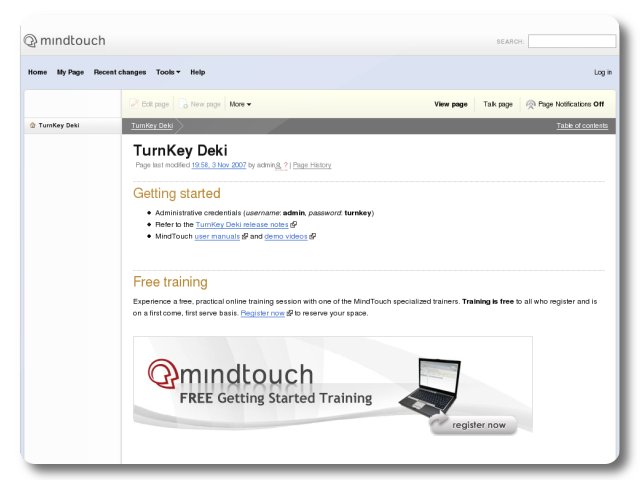 mindtouch
SEARCH:
Home My Page Recent changes Tools Help Log in
Edit page New page More View page Talk page Page Notifications Off
TurnKey Deki TurnKey Deki Table of contents
TurnKey Deki
Page last modified 19:58, 3 Nov 2007 by admin ? | Page History
Getting started
Administrative credentials (username: admin, password: turnkey)
Refer to the TurnKey Deki release notes
MindTouch user manuals and demo videos
Free training
Experience a free, practical online training session with one of the MindTouch specialized trainers. Training is free to all who register and is
on a first come, first serve basis. Register now to reserve your space.
mindtouch
FREE Getting Started Training
register now